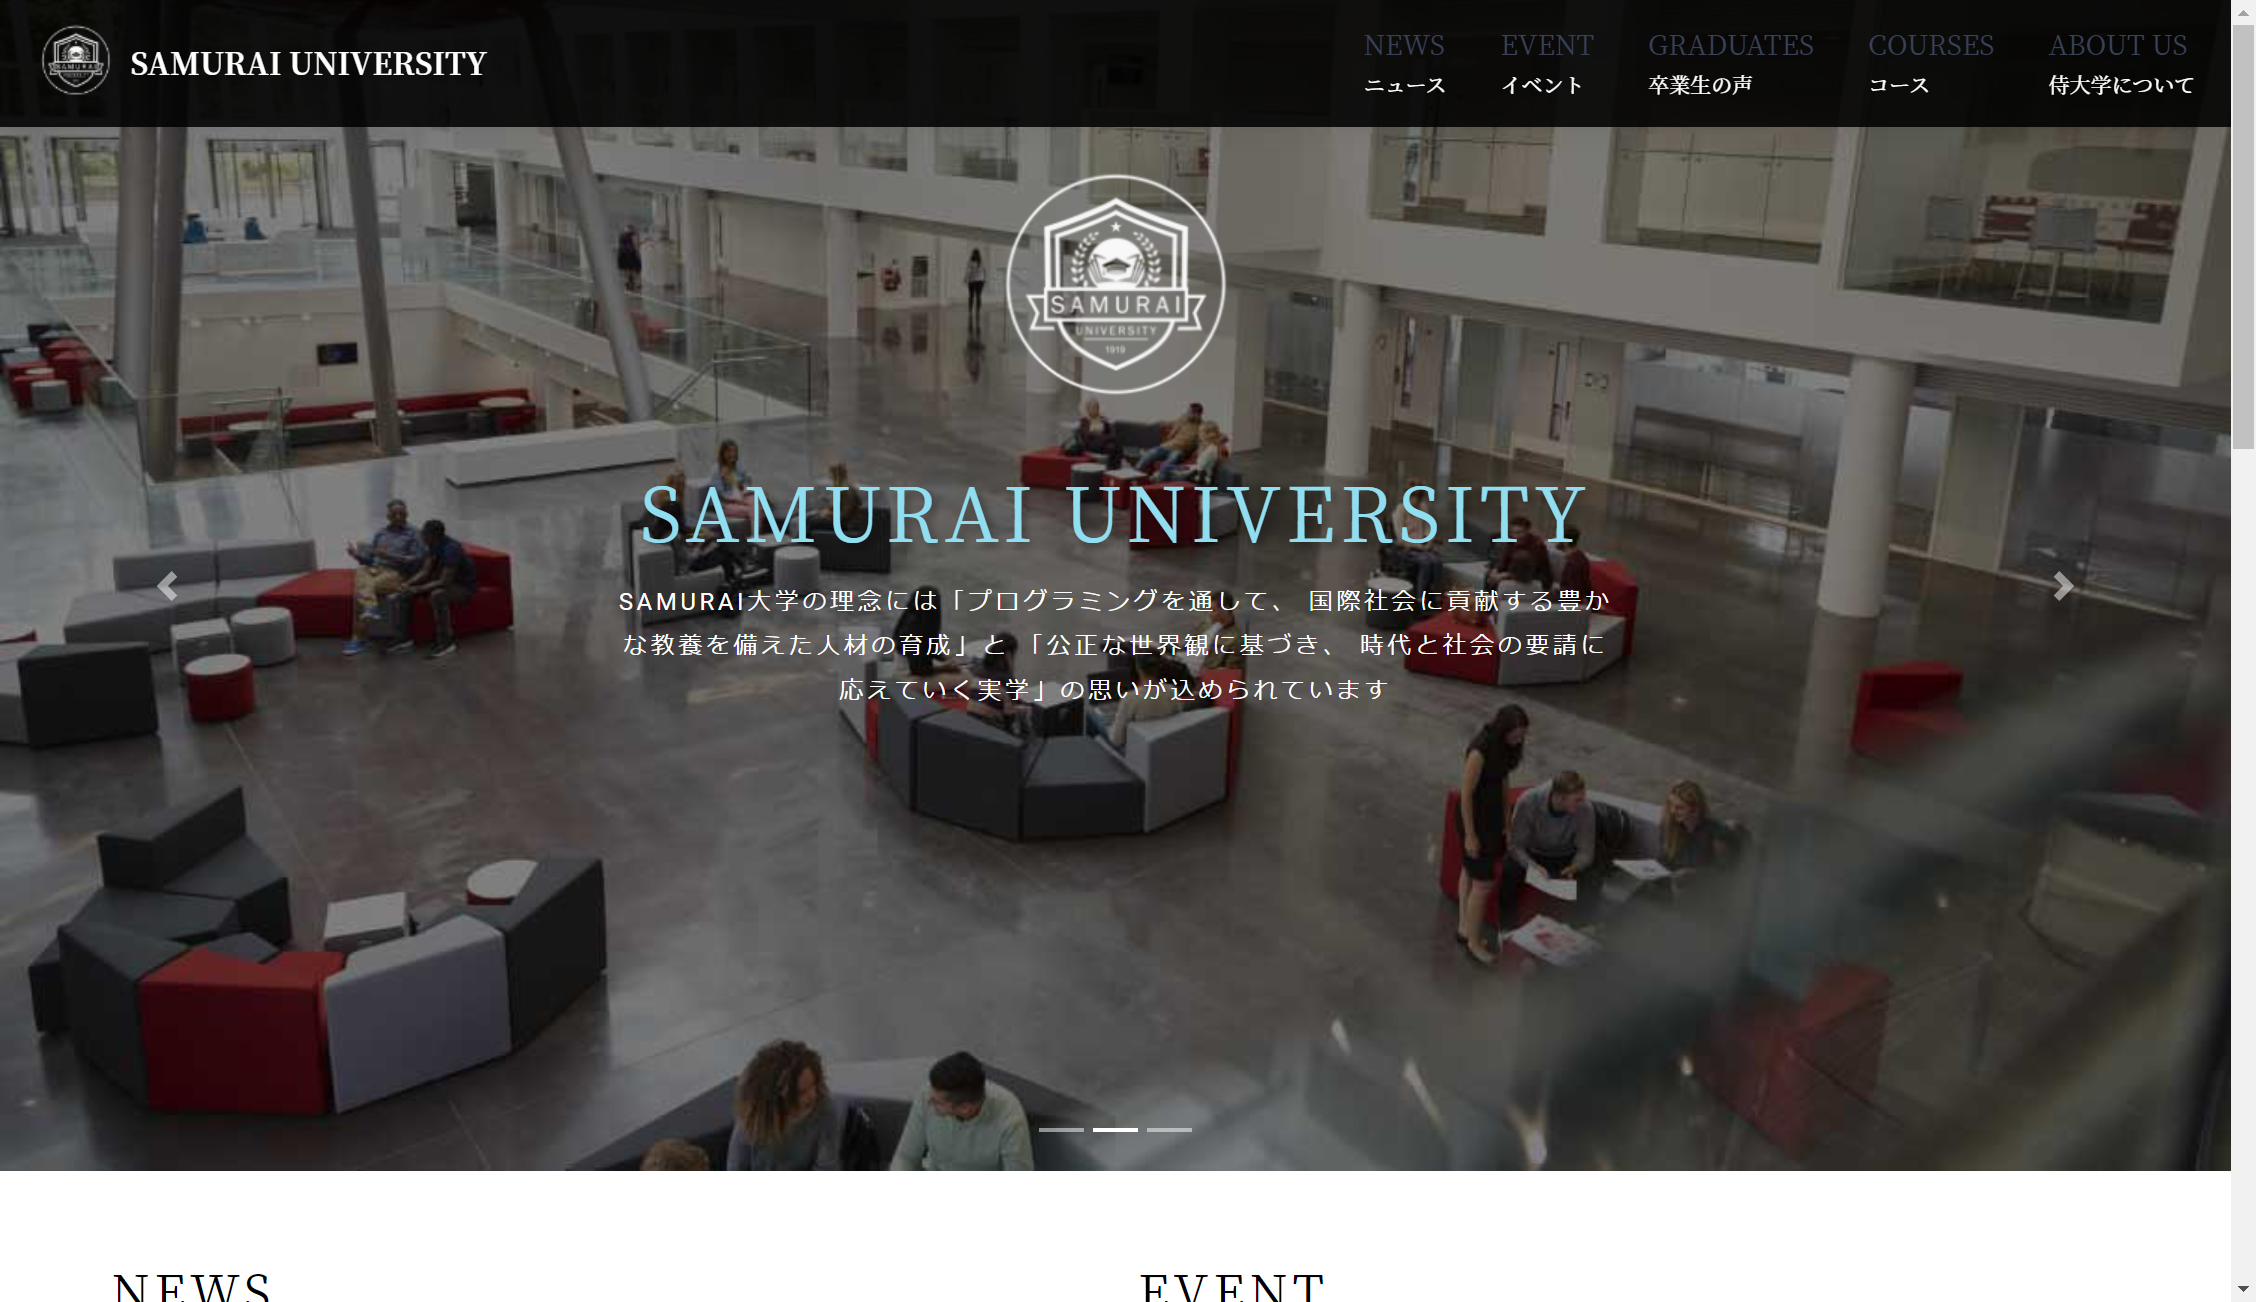 SAMURAI UNIVERSITY
NEWS
ニュース
EVENT
イベント
GRADUATES
卒業生の声
COURSES
コース
ABOUT US
侍大学について
SAMURAI
UNIVERSITY
1919
SAMURAI UNIVERSITY
SAMURAI大学の理念には「プログラミングを通して、 国際社会に貢献する豊か
な教養を備えた人材の育成」と 「公正な世界観に基づき、 時代と社会の要請に
応えていく実学」の思いが込められています
NEWS
EVENT